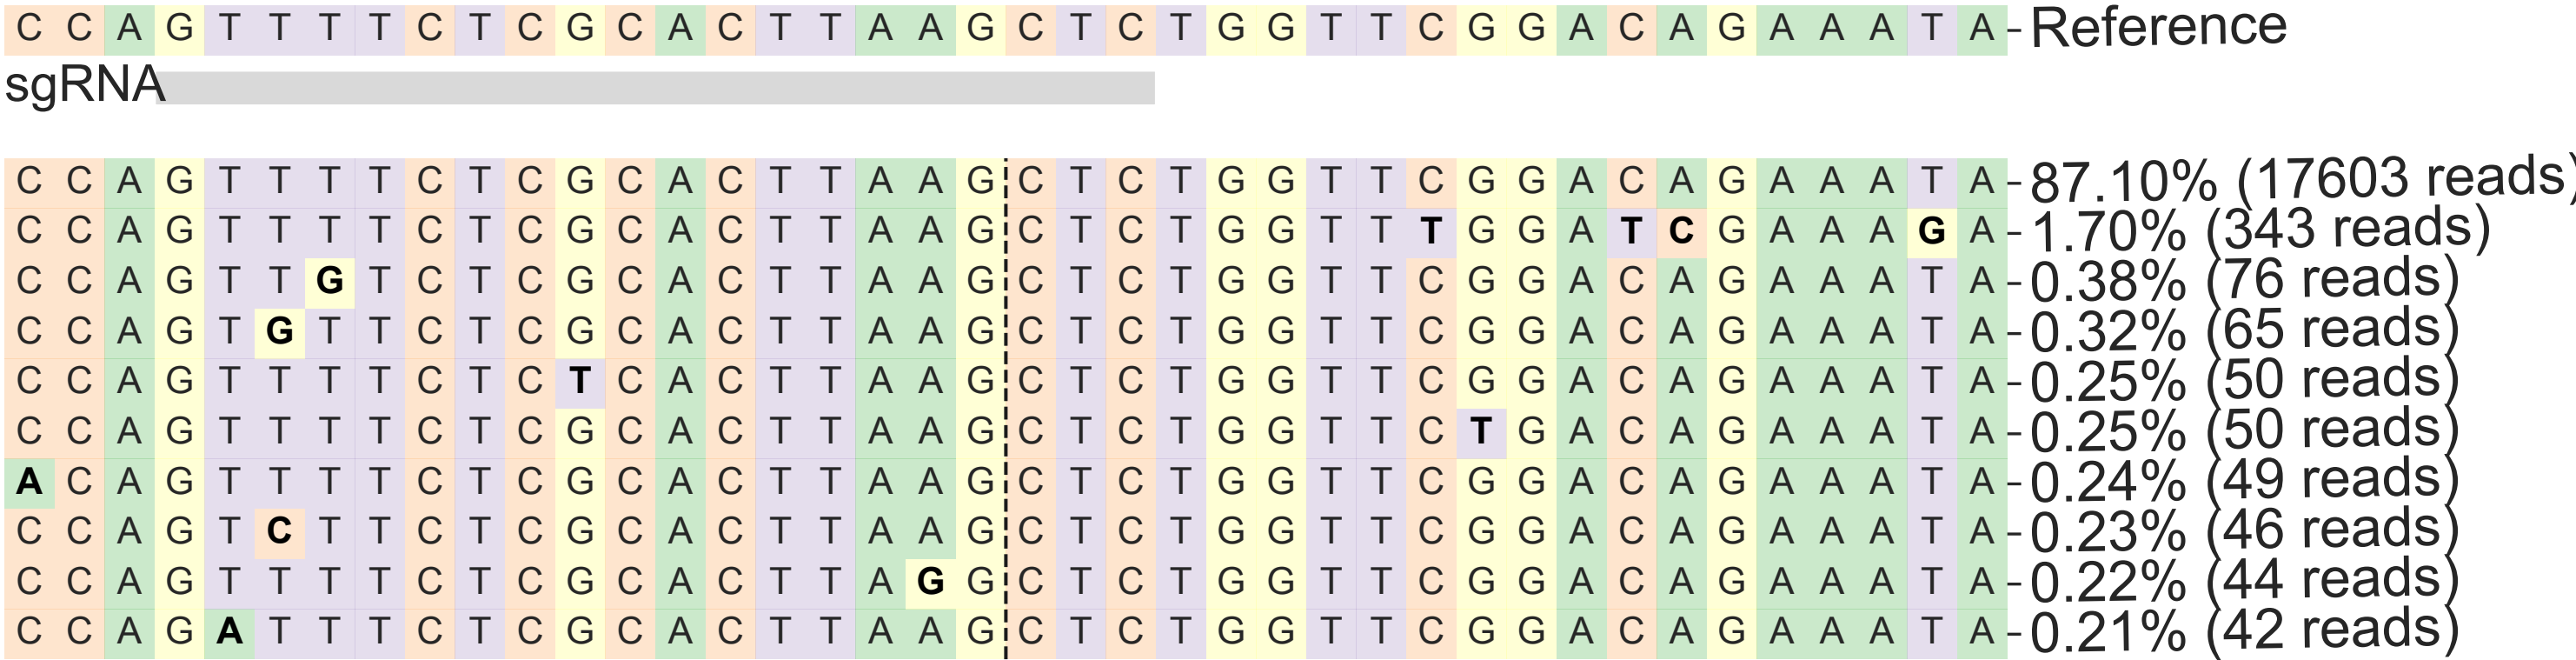 C C A G T T T T C T C G C A C T T A A G C T C T G G T T C G G A C A G A A A T A - Reference
sgRNA
C C A G T T T T C T C G C A C T T A A G C T C T G G T T C G G A C A G A A A T A - 87.10% (17603 reads)
C C A G T T T T C T C G C A C T T A A G C T C T G G T T T G G A T C G A A A G A - 1.70% (343 reads)
C C A G T T G T C T C G C A C T T A A G C T C T G G T T C G G A C A G A A A T A - 0.38% (76 reads)
C C A G T G T T C T C G C A C T T A A G C T C T G G T T C G G A C A G A A A T A - 0.32% (65 reads)
C C A G T T T T C T C T C A C T T A A G C T C T G G T T C G G A C A G A A A T A - 0.25% (50 reads)
C C A G T T T T C T C G C A C T T A A G C T C T G G T T C T G A C A G A A A T A - 0.25% (50 reads)
A C A G T T T T C T C G C A C T T A A G C T C T G G T T C G G A C A G A A A T A - 0.24% (49 reads)
C C A G T C T T C T C G C A C T T A A G C T C T G G T T C G G A C A G A A A T A - 0.23% (46 reads)
C C A G T T T T C T C G C A C T T A G G C T C T G G T T C G G A C A G A A A T A - 0.22% (44 reads)
C C A G A T T T C T C G C A C T T A A G C T C T G G T T C G G A C A G A A A T A - 0.21% (42 reads)